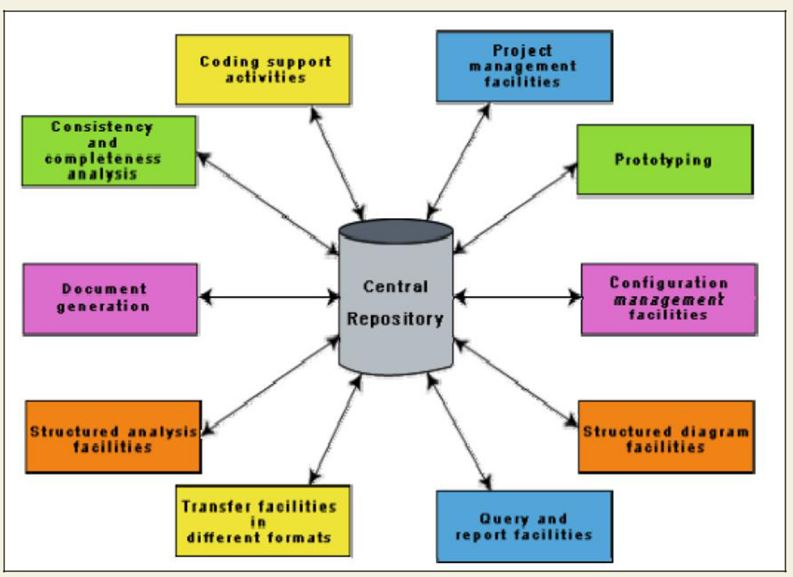 Coding support
activities
Project
management
facilities
Consistency
and
completeness
analysis
Prototyping
Central
Repository
Document
generation
Configuration
management
facilities
Structured analysis
facilities
Structured diagram
facilities
Transfer facilities
in
different formats
Query and
report facilities